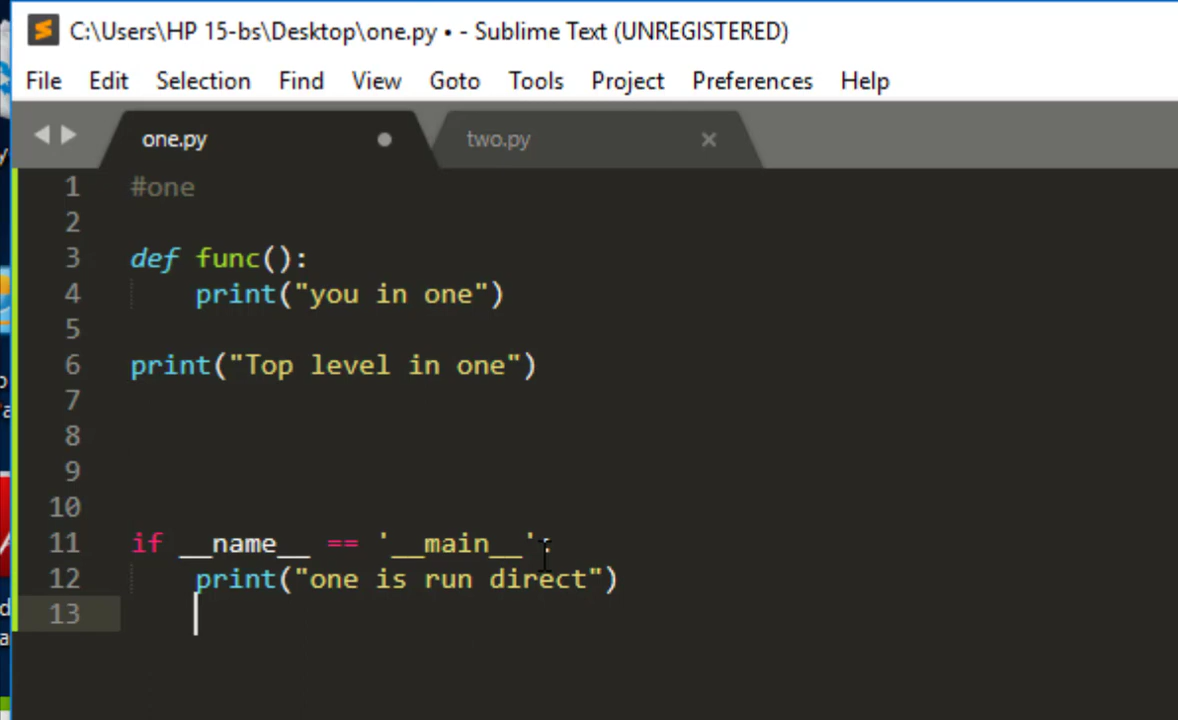 C:\Users\HP 15-bs\Desktop\one.py • - Sublime Text (UNREGISTERED)
File Edit Selection Find View Goto Tools Project Preferences Help
one.py two.py
1 #one
2
3 def func():
4 print("you in one")
5
6 print("Top level in one")
7
8
9
10
11 if __name__ == '__main__':
12 print("one is run direct")
13